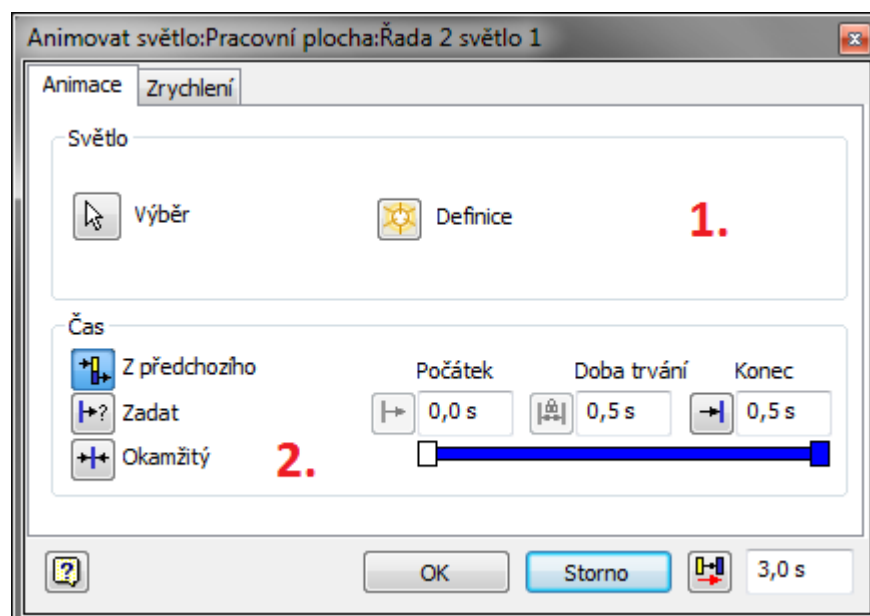 Animovat světlo:Pracovní plocha:Řada 2 světlo 1
Animace Zrychlení
Světlo
Výběr Definice 1.
Čas
Z předchozího Počátek Doba trvání Konec
Zadat 0,0 s 0,5 s 0,5 s
Okamžitý 2.
OK Storno 3,0 s